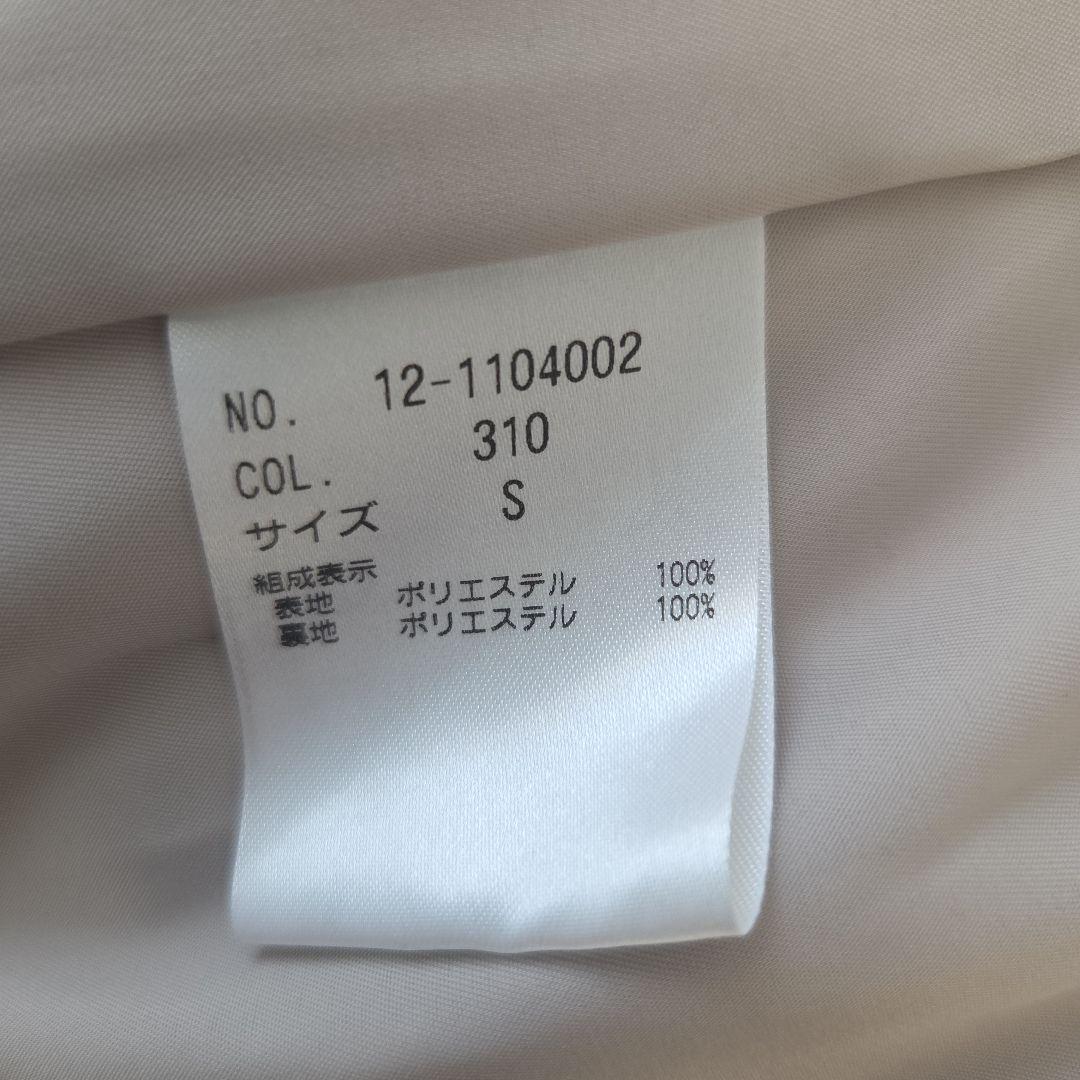 NO. 12-1104002
COL. 310
サイズ S
組成表示
表地 ポリエステル 100%
裏地 ポリエステル 100%